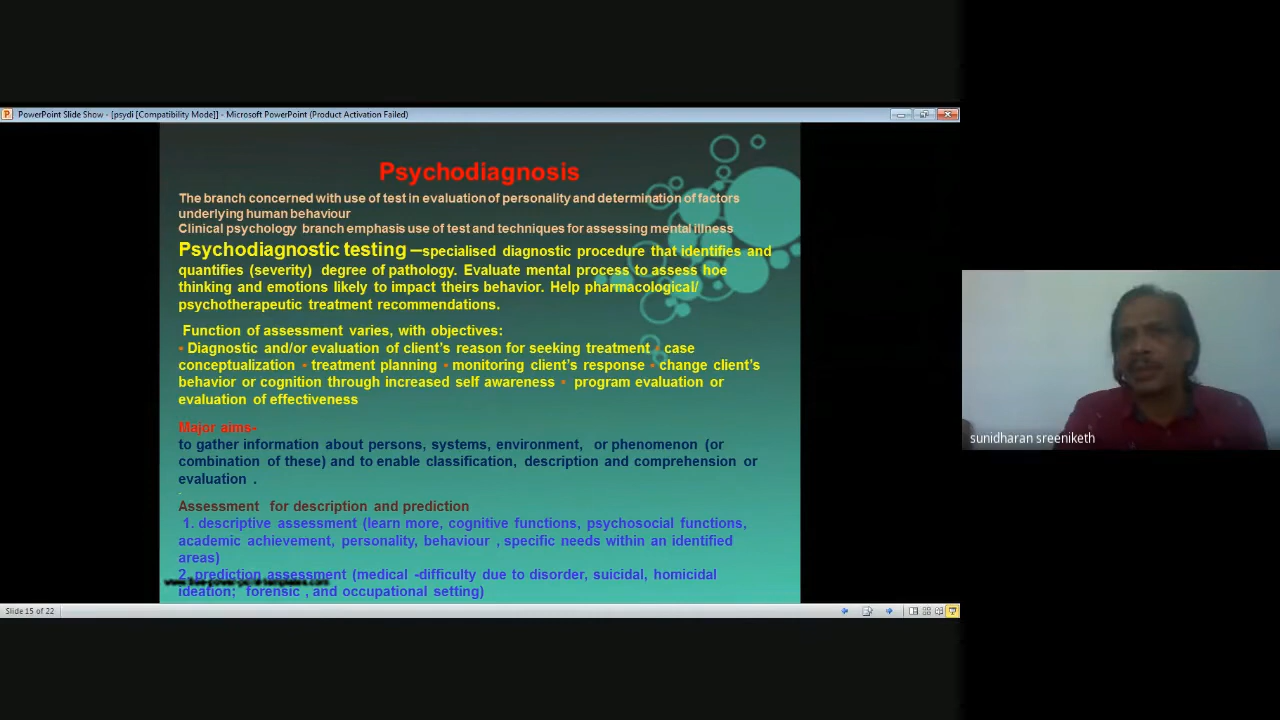 PowerPoint Slide Show - [psydi [Compatibility Mode]] - Microsoft PowerPoint (Product Activation Failed)
Psychodiagnosis
The branch concerned with use of test in evaluation of personality and determination of factors
underlying human behaviour
Clinical psychology branch emphasis use of test and techniques for assessing mental illness
Psychodiagnostic testing –specialised diagnostic procedure that identifies and
quantifies (severity) degree of pathology. Evaluate mental process to assess hoe
thinking and emotions likely to impact theirs behavior. Help pharmacological/
psychotherapeutic treatment recommendations.
Function of assessment varies, with objectives:
• Diagnostic and/or evaluation of client's reason for seeking treatment • case
conceptualization • treatment planning • monitoring client's response • change client's
behavior or cognition through increased self awareness • program evaluation or
evaluation of effectiveness
Major aims-
to gather information about persons, systems, environment, or phenomenon (or
combination of these) and to enable classification, description and comprehension or
evaluation .
Assessment for description and prediction
1. descriptive assessment (learn more, cognitive functions, psychosocial functions,
academic achievement, personality, behaviour , specific needs within an identified
areas)
2. prediction assessment (medical -difficulty due to disorder, suicidal, homicidal
ideation; forensic , and occupational setting)
Slide 15 of 22
sunidharan sreeniketh